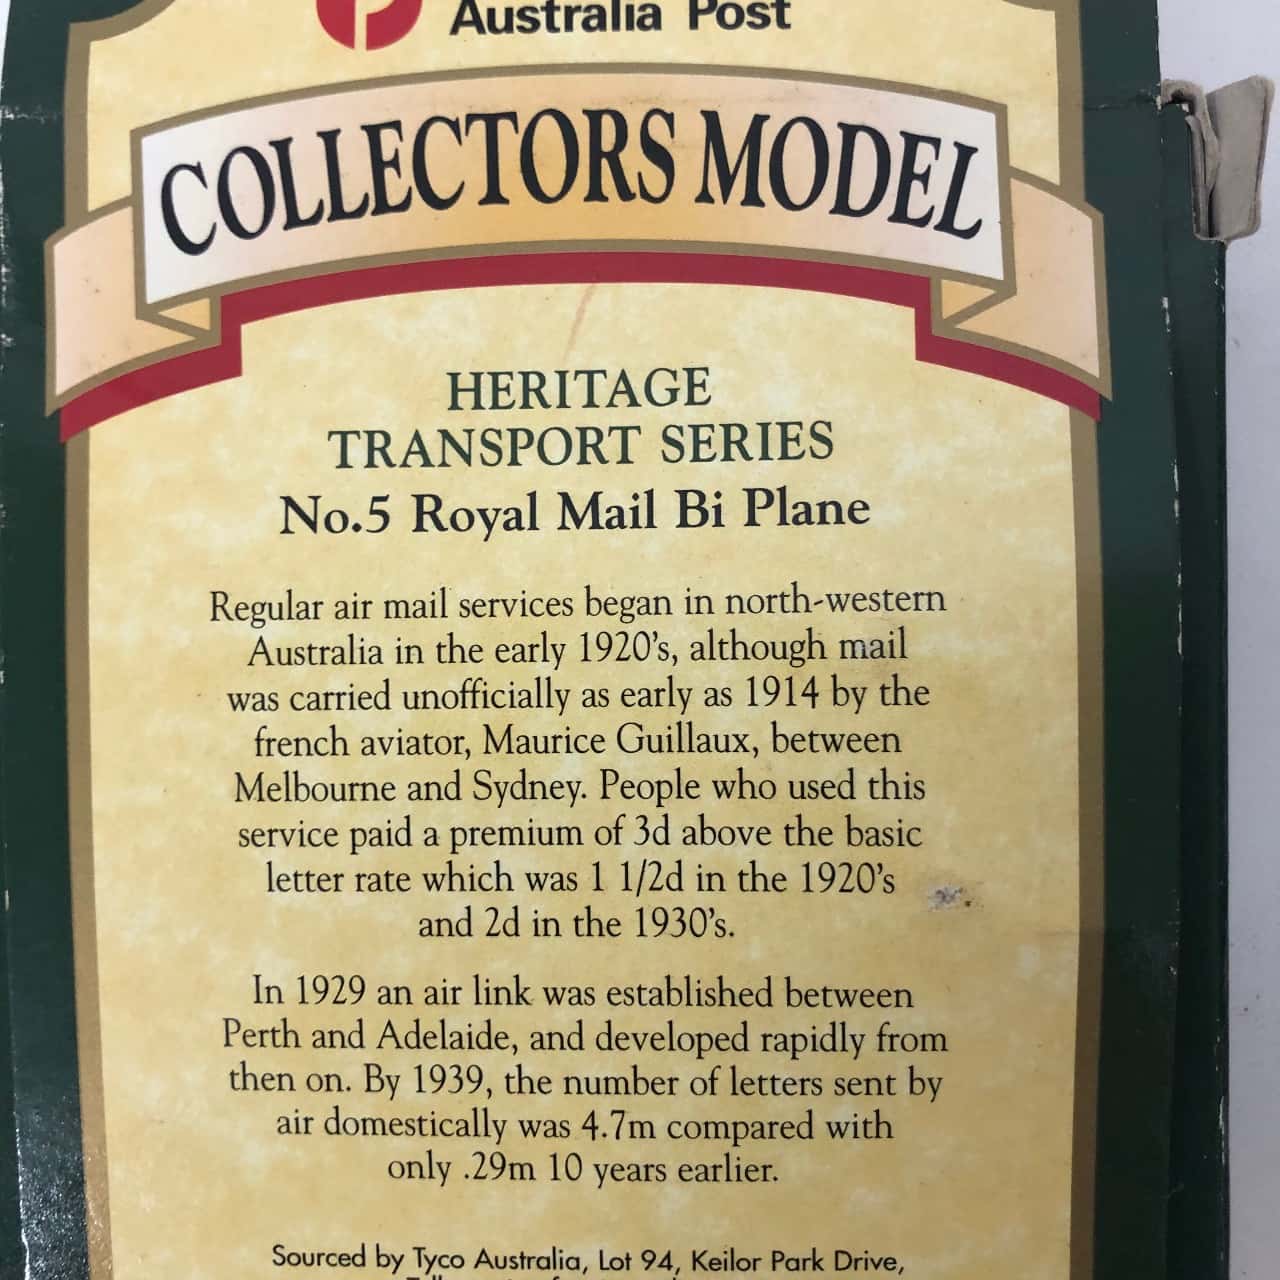 Australia Post
COLLECTORS MODEL
HERITAGE
TRANSPORT SERIES
No.5 Royal Mail Bi Plane
Regular air mail services began in north-western
Australia in the early 1920's, although mail
was carried unofficially as early as 1914 by the
french aviator, Maurice Guillaux, between
Melbourne and Sydney. People who used this
service paid a premium of 3d above the basic
letter rate which was 1 1/2d in the 1920's
and 2d in the 1930's.
In 1929 an air link was established between
Perth and Adelaide, and developed rapidly from
then on. By 1939, the number of letters sent by
air domestically was 4.7m compared with
only .29m 10 years earlier.
Sourced by Tyco Australia, Lot 94, Keilor Park Drive,